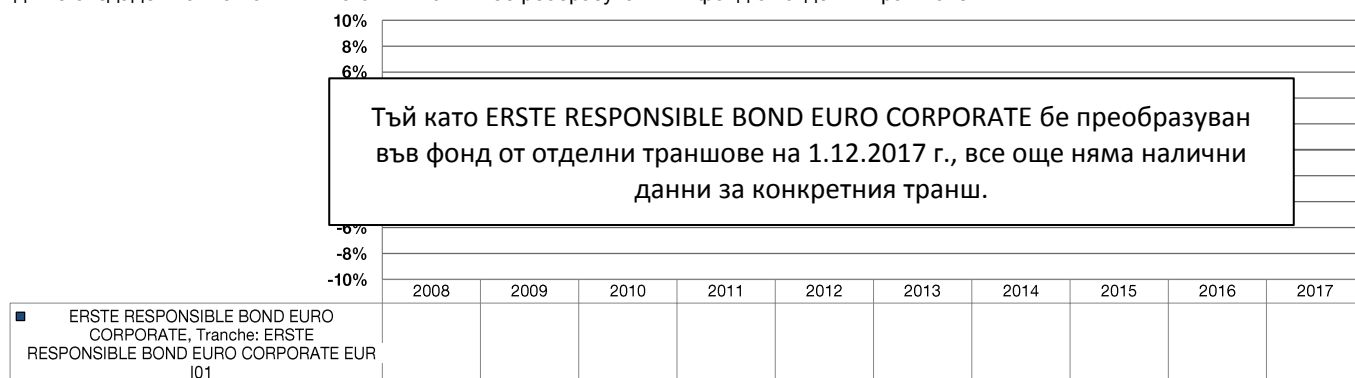 10%
8%
6%
Тъй като ERSTE RESPONSIBLE BOND EURO CORPORATE бе преобразуван
във фонд от отделни траншове на 1.12.2017 г., все още няма налични
данни за конкретния транш.
-6%
-8%
-10%
2008 2009 2010 2011 2012 2013 2014 2015 2016 2017
ERSTE RESPONSIBLE BOND EURO
CORPORATE, Tranche: ERSTE
RESPONSIBLE BOND EURO CORPORATE EUR
I01